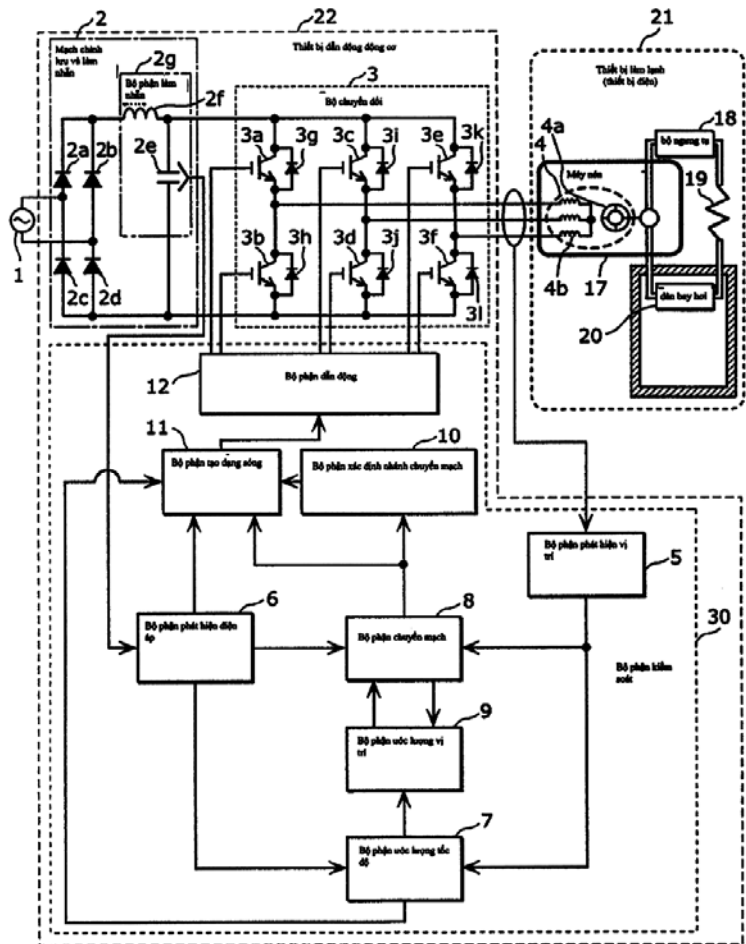 2
22
21
Mạch chỉnh
lưu và làm
nhẵn
Thiết bị dẫn động động cơ
Thiết bị làm lạnh
(thiết bị điện)
2g
Bộ phận làm
nhẵn
2f
3
Bộ chuyển đổi
2a
2b
2e
3a
3g
3c
3i
3e
3k
4
4a
Máy nén
18
bộ ngưng tụ
19
1
2c
2d
3b
3h
3d
3j
3f
3l
4b
17
dàn bay hơi
20
12
Bộ phận dẫn động
11
Bộ phận tạo dạng sóng
10
Bộ phận xác định nhánh chuyển mạch
Bộ phận phát hiện vị
trí
5
6
Bộ phận phát hiện điện
áp
8
Bộ phận chuyển mạch
30
Bộ phận kiểm
soát
9
Bộ phận ước lượng vị
trí
7
Bộ phận ước lượng tốc
độ